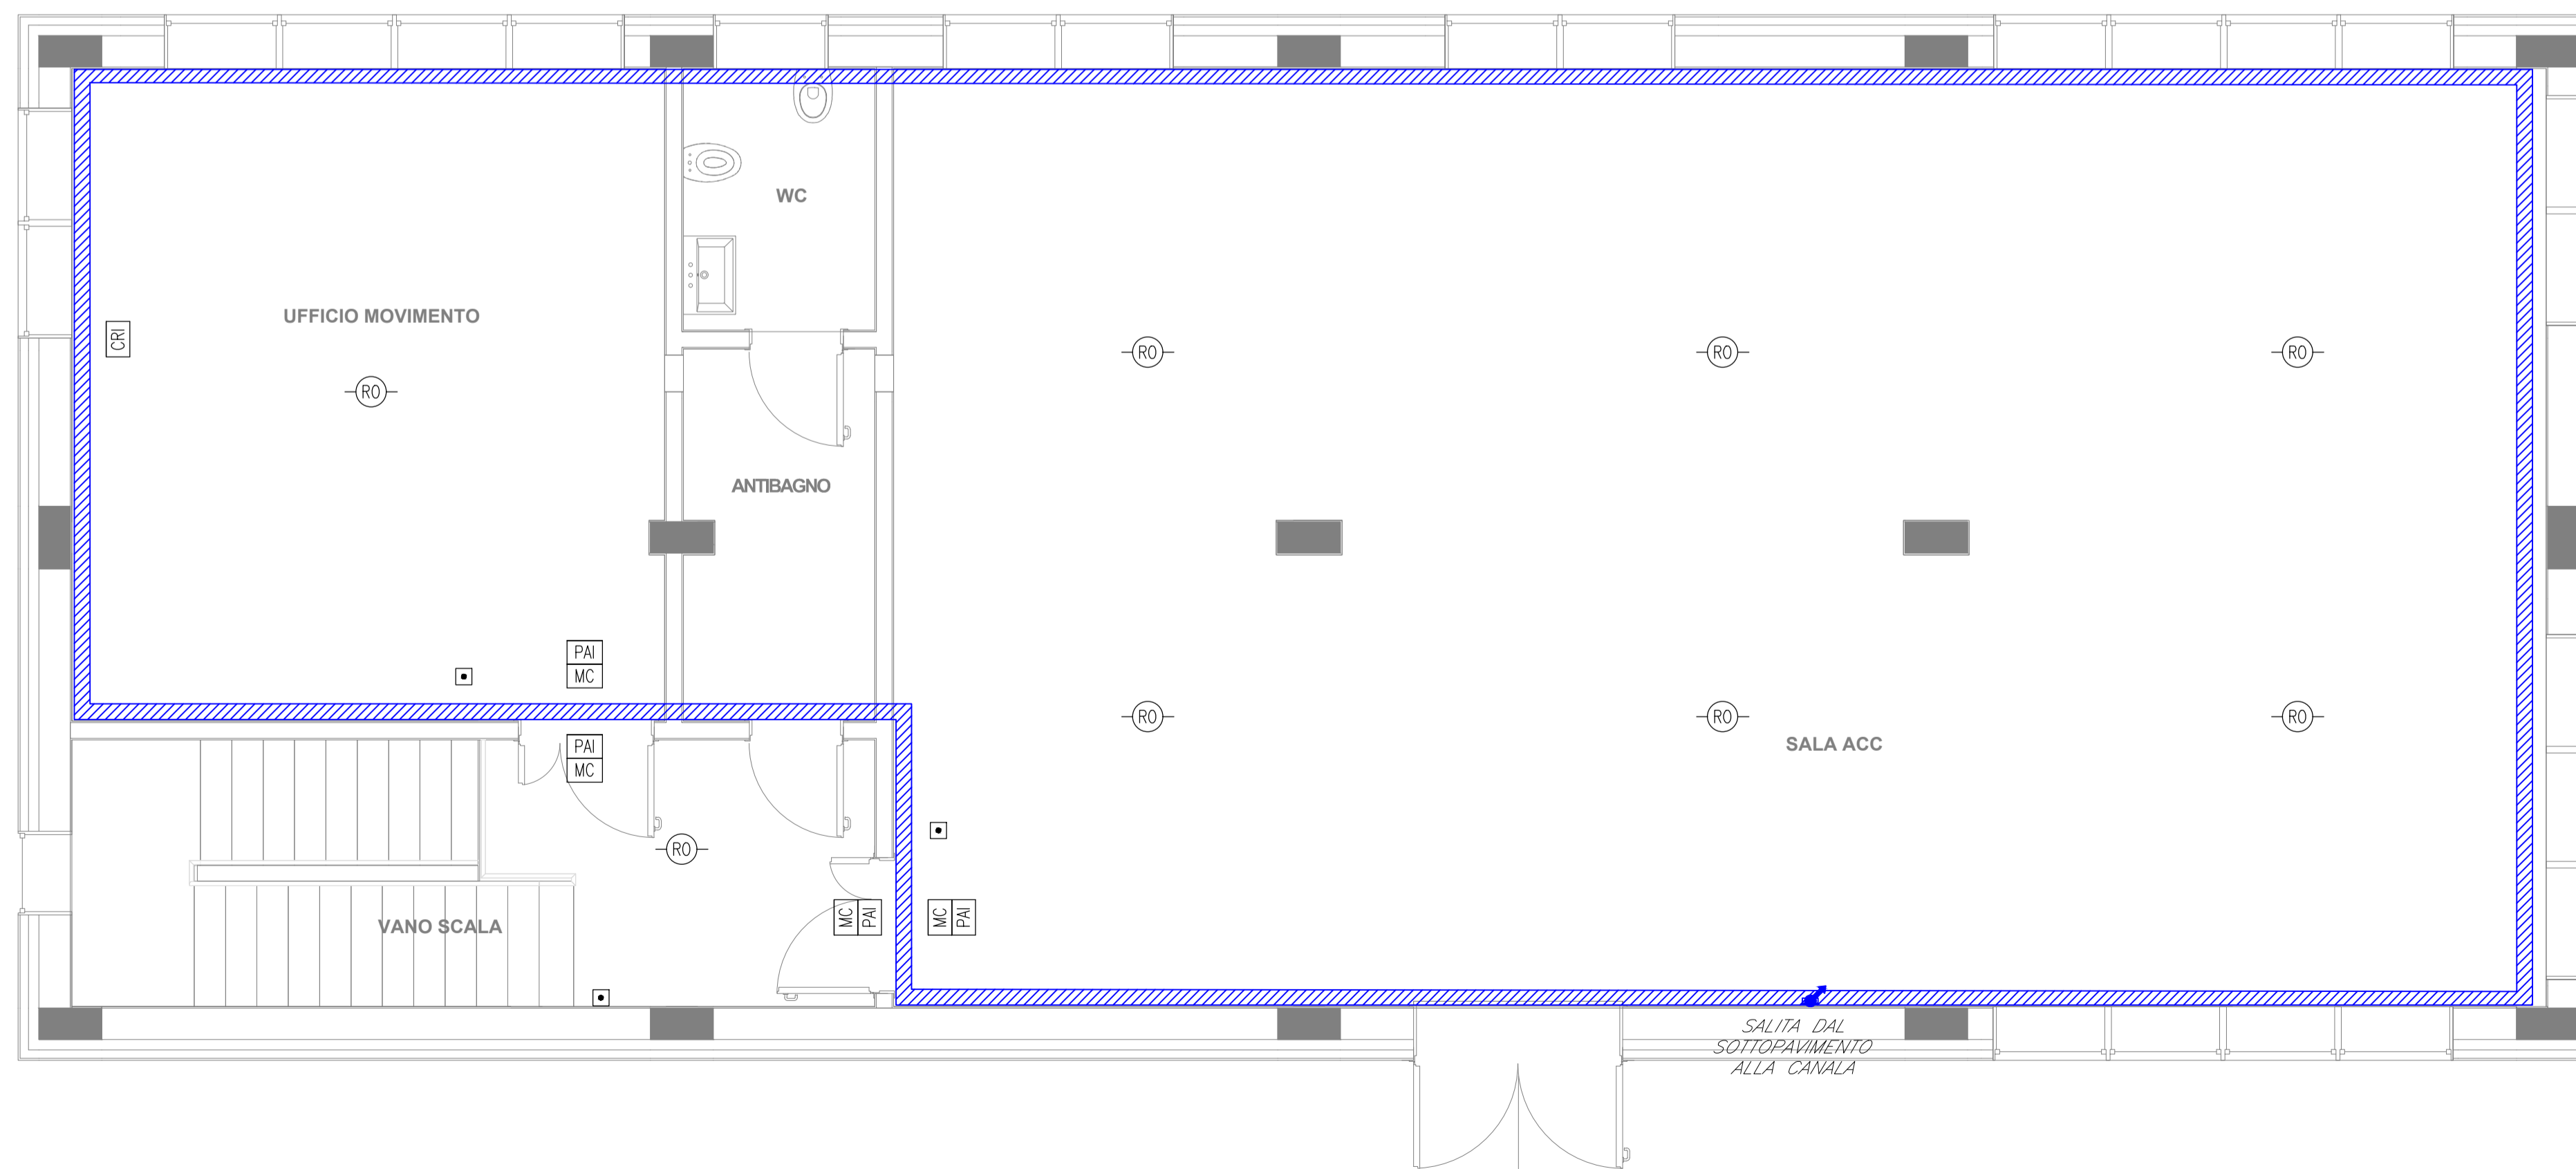 WC
UFFICIO MOVIMENTO
CRI
RO
RO
RO
RO
ANTIBAGNO
PAI
MC
RO
RO
RO
PAI
MC
SALA ACC
RO
MC
PAI
MC
PAI
VANO SCALA
SALITA DAL
SOTTOPAVIMENTO
ALLA CANALA